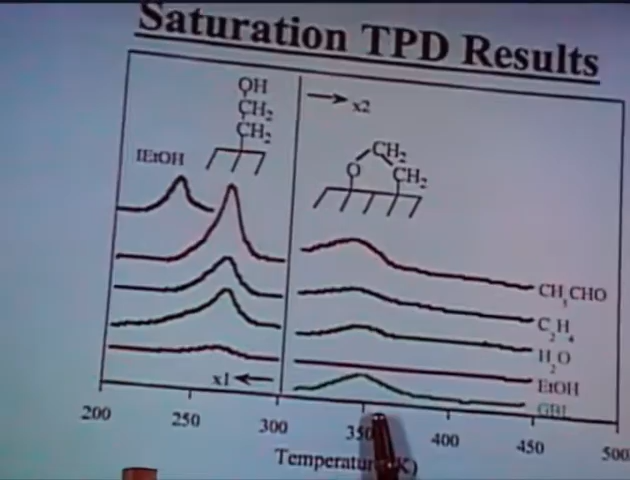 Saturation TPD Results
OH
CH2
CH2
IEtOH
x2
CH2
O
CH2
CH3CHO
C2H4
H2O
EtOH
GBL
x1
200 250 300 350 400 450 500
Temperature (K)